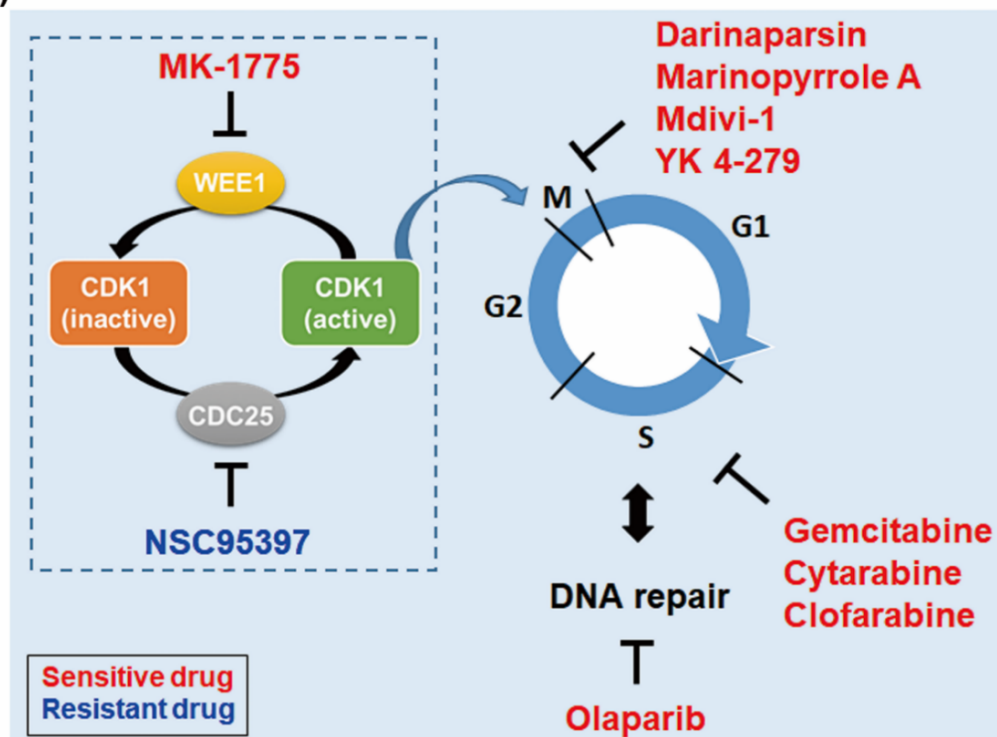 )
MK-1775
WEE1
CDK1
(inactive)
CDK1
(active)
CDC25
NSC95397
Darinaparsin
Marinopyrrole A
Mdivi-1
YK 4-279
M
G1
G2
S
DNA repair
Gemcitabine
Cytarabine
Clofarabine
Olaparib
Sensitive drug
Resistant drug